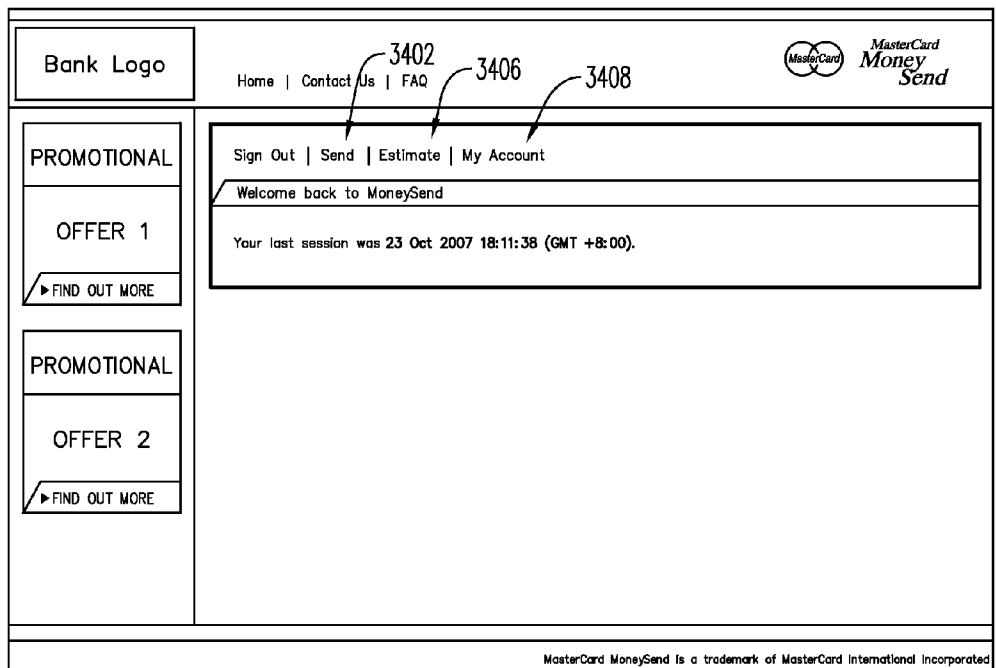 Bank Logo
Home | Contact Us | FAQ
3402
3406
3408
MasterCard
MasterCard
Money
Send
PROMOTIONAL
OFFER 1
▶FIND OUT MORE
PROMOTIONAL
OFFER 2
▶FIND OUT MORE
Sign Out | Send | Estimate | My Account
Welcome back to MoneySend
Your last session was 23 Oct 2007 18:11:38 (GMT +8:00).
MasterCard MoneySend is a trademark of MasterCard International Incorporated